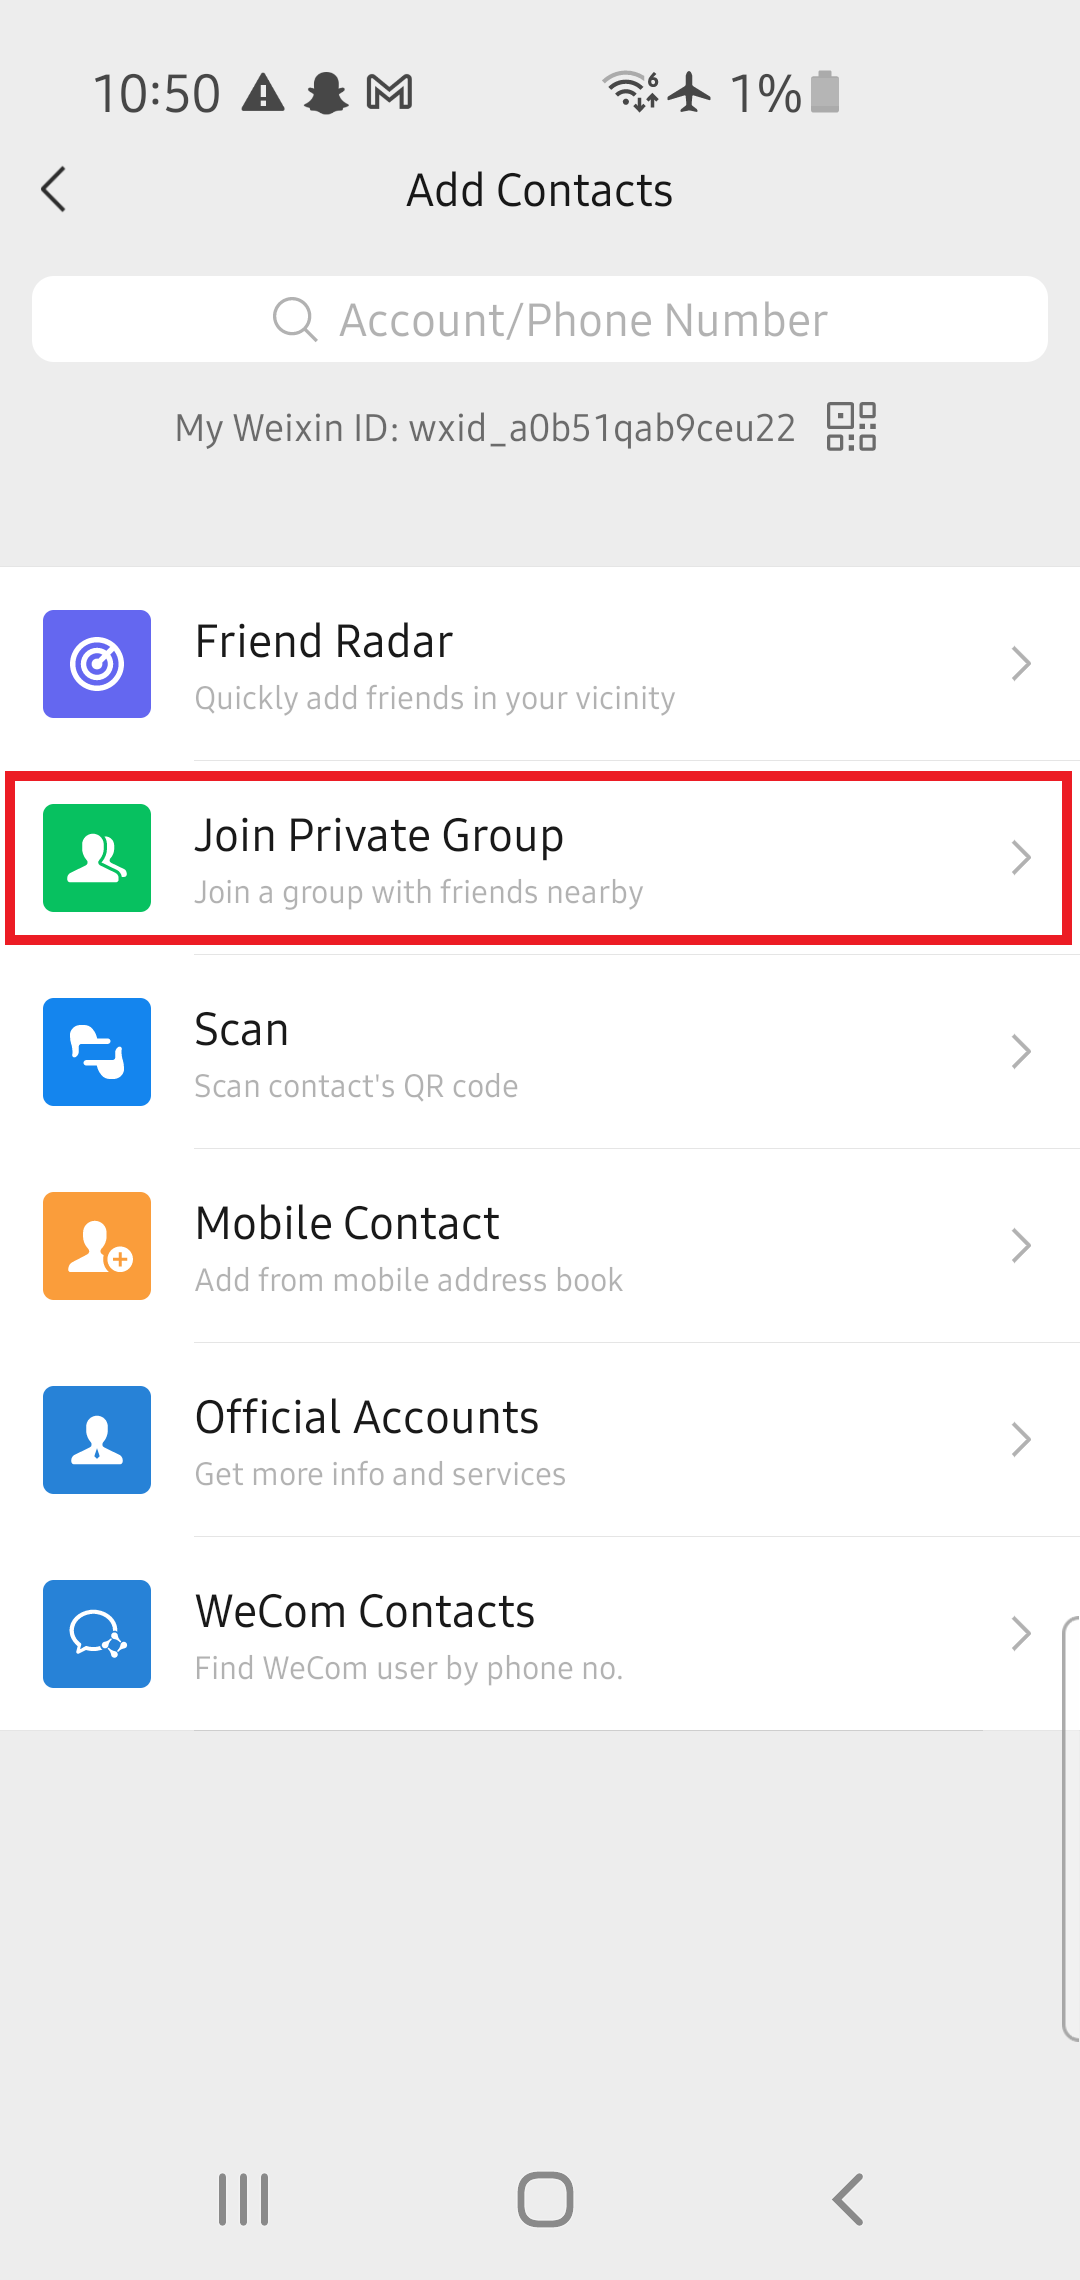 10:50 6 1%
Add Contacts
Account/Phone Number
My Weixin ID: wxid_a0b51qab9ceu22
Friend Radar
Quickly add friends in your vicinity
Join Private Group
Join a group with friends nearby
Scan
Scan contact's QR code
Mobile Contact
Add from mobile address book
Official Accounts
Get more info and services
WeCom Contacts
Find WeCom user by phone no.